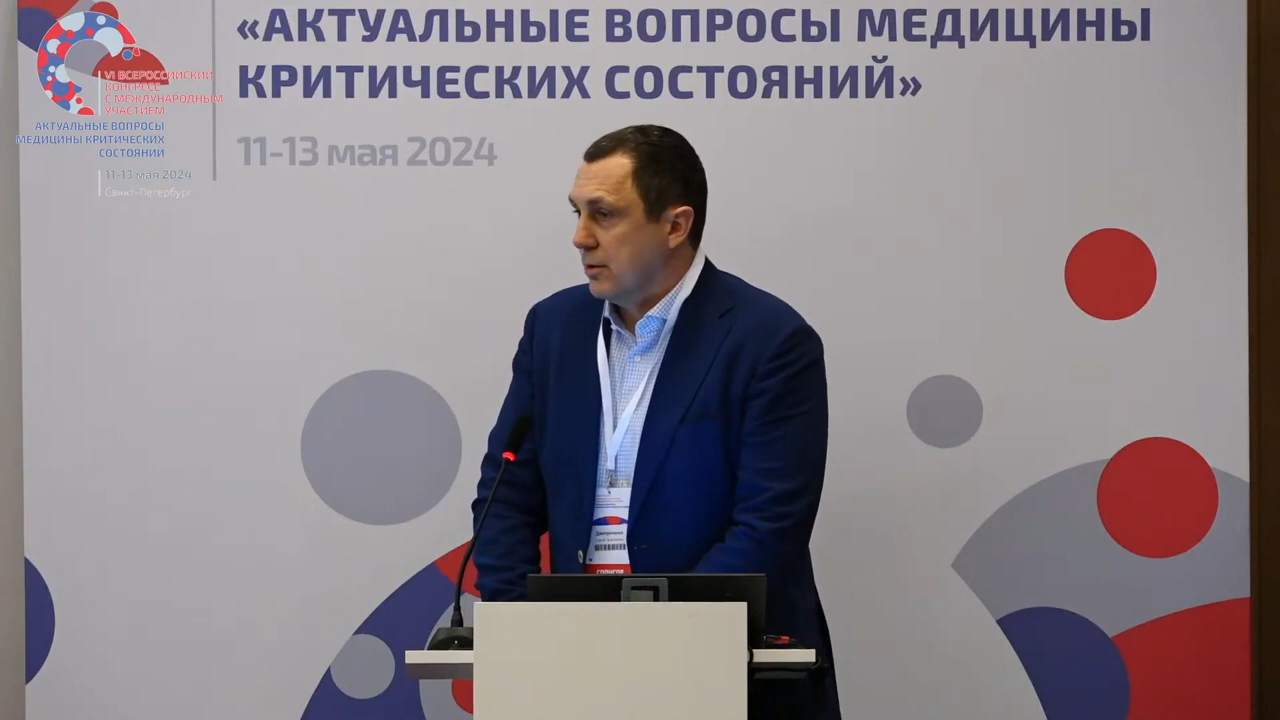 «АКТУАЛЬНЫЕ ВОПРОСЫ МЕДИЦИНЫ
КРИТИЧЕСКИХ СОСТОЯНИЙ»
11-13 мая 2024
VI ВСЕРОССИЙСКИЙ
КОНГРЕСС
С МЕЖДУНАРОДНЫМ
УЧАСТИЕМ
АКТУАЛЬНЫЕ ВОПРОСЫ
МЕДИЦИНЫ КРИТИЧЕСКИХ
СОСТОЯНИЙ
11-13 мая 2024
Санкт-Петербург
СПОНСОР